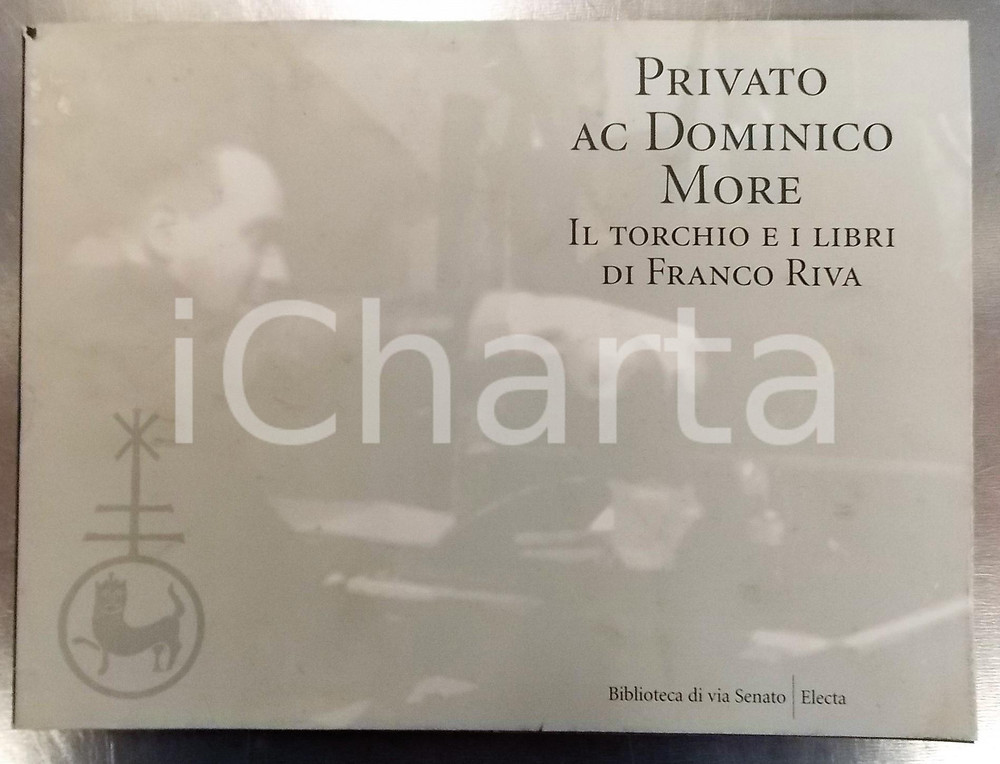 PRIVATO
AC DOMINICO
MORE
IL TORCHIO E I LIBRI
DI FRANCO RIVA
iCharta
Biblioteca di via Senato | Electa